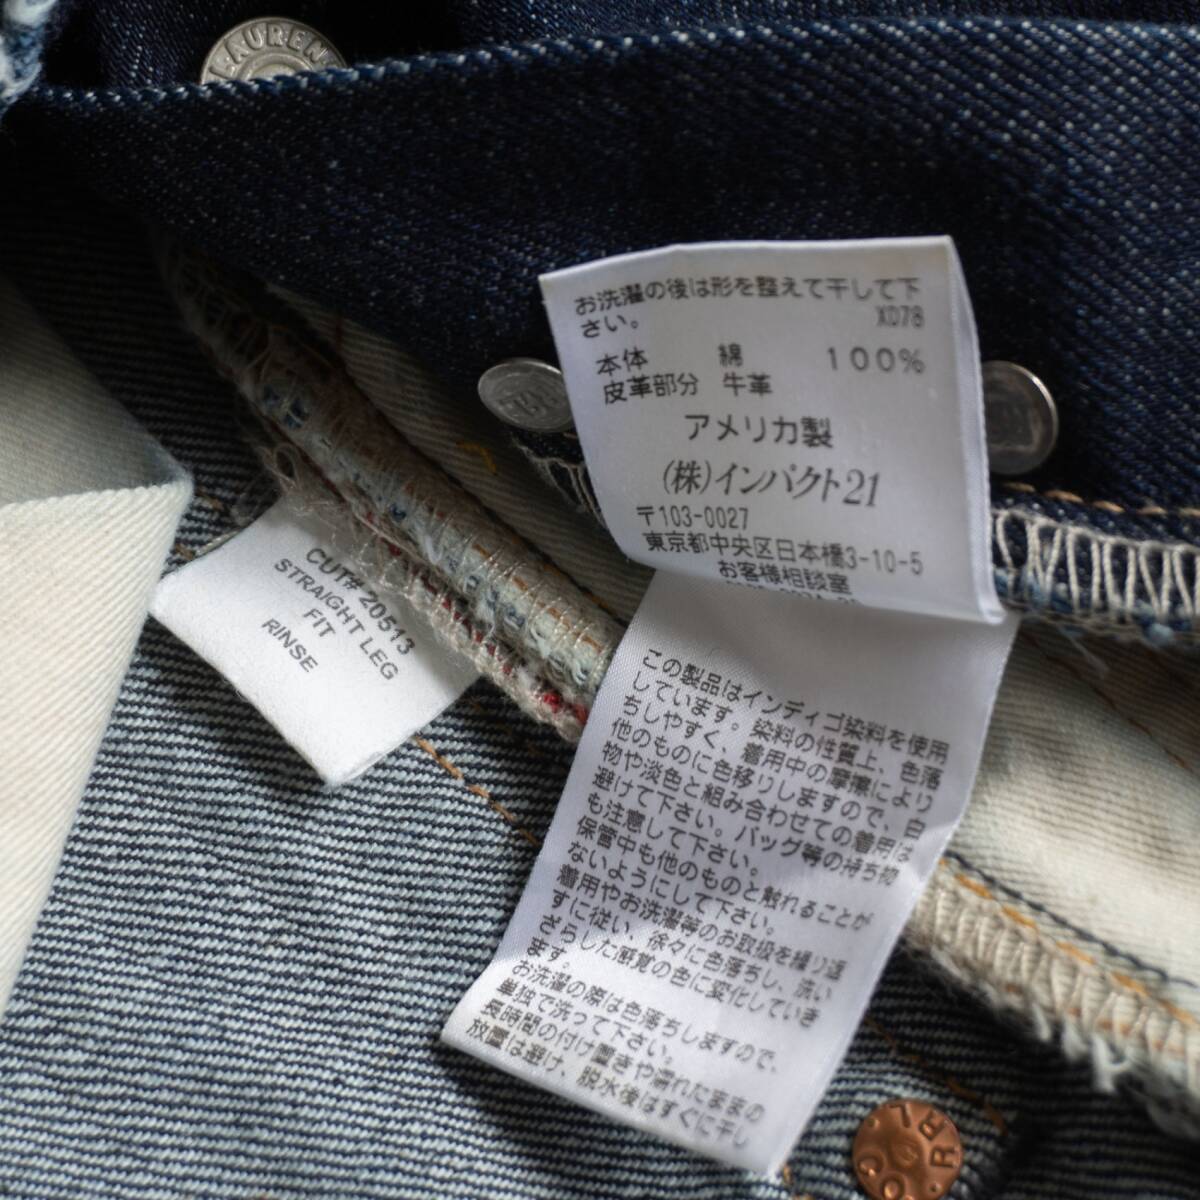 LAUREN
お洗濯の後は形を整えて干して下
さい。
XD78
本体 綿 100%
皮革部分 牛革
アメリカ製
(株)インパクト21
〒103-0027
東京都中央区日本橋3-10-5
お客様相談室
CUT# 20513
STRAIGHT LEG
FIT
RINSE
この製品はインディゴ染料を使用
しています。染料の性質上、色落
ちしやすく、着用中の摩擦により
他のものに色移りしますので、白
物や淡色と組み合わせての着用は
避けて下さい。バッグ等の持ち物
も注意して下さい。
保管中も他のものと触れることが
ないようにして下さい。
着用やお洗濯等のお取扱を繰り返
すに従い、徐々に色落ちし、洗い
ざらした感覚の色に変化していき
ます。
お洗濯の際は色落ちしますので、
単独で洗って下さい。
長時間の付け置きや濡れたままの
放置は避け、脱水後はすぐに干し
RRL